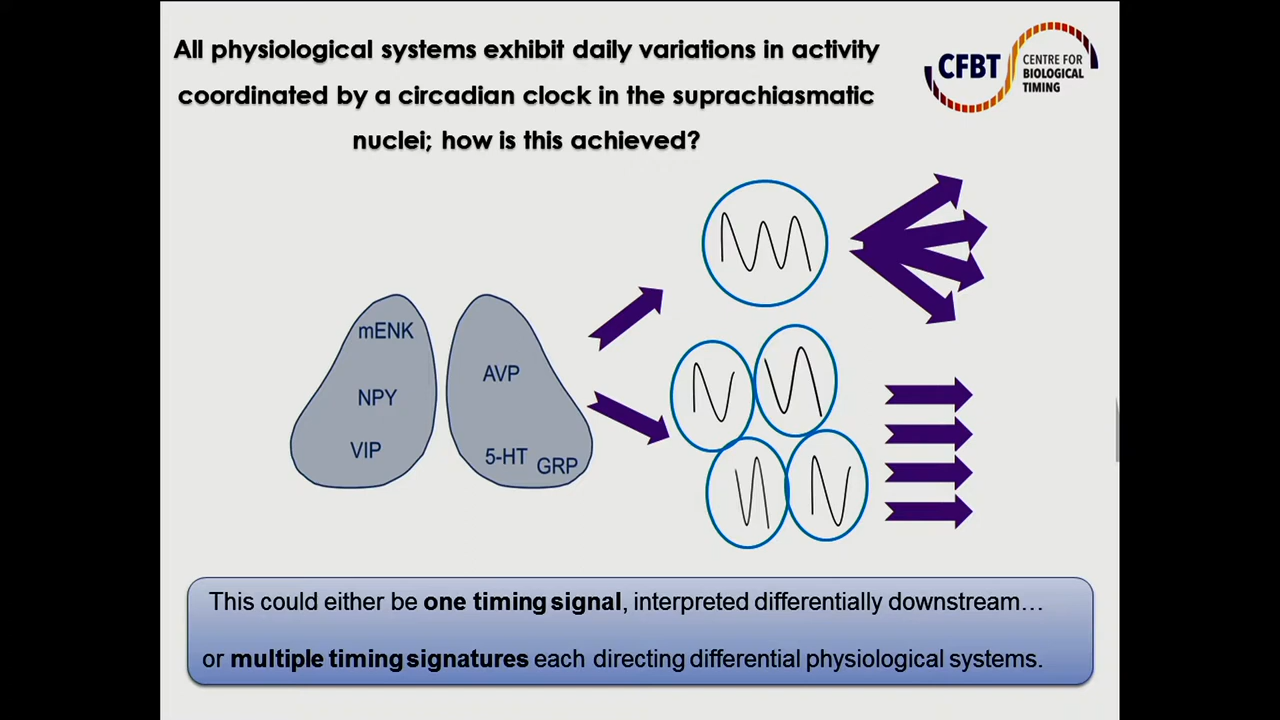 All physiological systems exhibit daily variations in activity
coordinated by a circadian clock in the suprachiasmatic
nuclei; how is this achieved?
CFBT
CENTRE FOR
BIOLOGICAL
TIMING
mENK
NPY
VIP
AVP
5-HT
GRP
This could either be one timing signal, interpreted differentially downstream…
or multiple timing signatures each directing differential physiological systems.